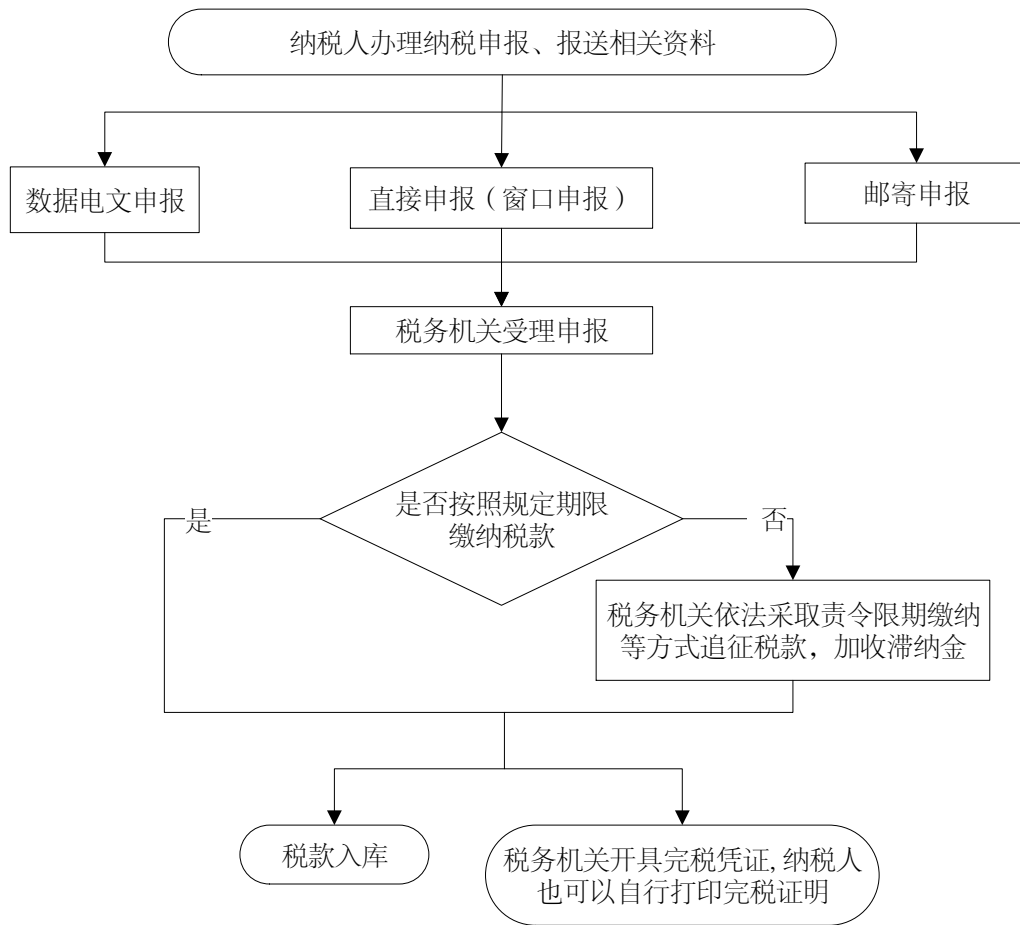 纳税人办理纳税申报、报送相关资料
数据电文申报
直接申报（窗口申报）
邮寄申报
税务机关受理申报
是否按照规定期限
缴纳税款
是
否
税务机关依法采取责令限期缴纳
等方式追征税款，加收滞纳金
税款入库
税务机关开具完税凭证,纳税人
也可以自行打印完税证明